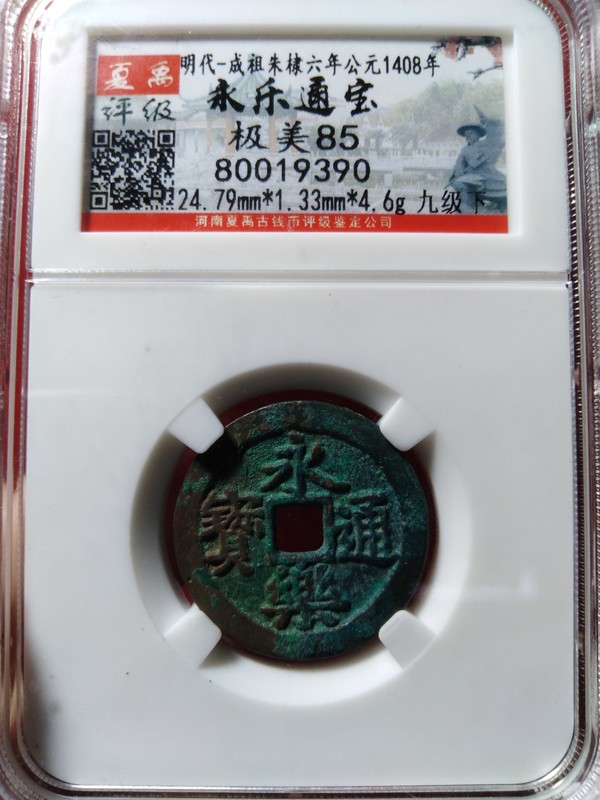 夏禹
评级
明代-成祖朱棣六年公元1408年
永乐通宝
极美85
80019390
24.79mm*1.33mm*4.6g 九级下
河南夏禹古钱币评级鉴定公司
永樂通寶